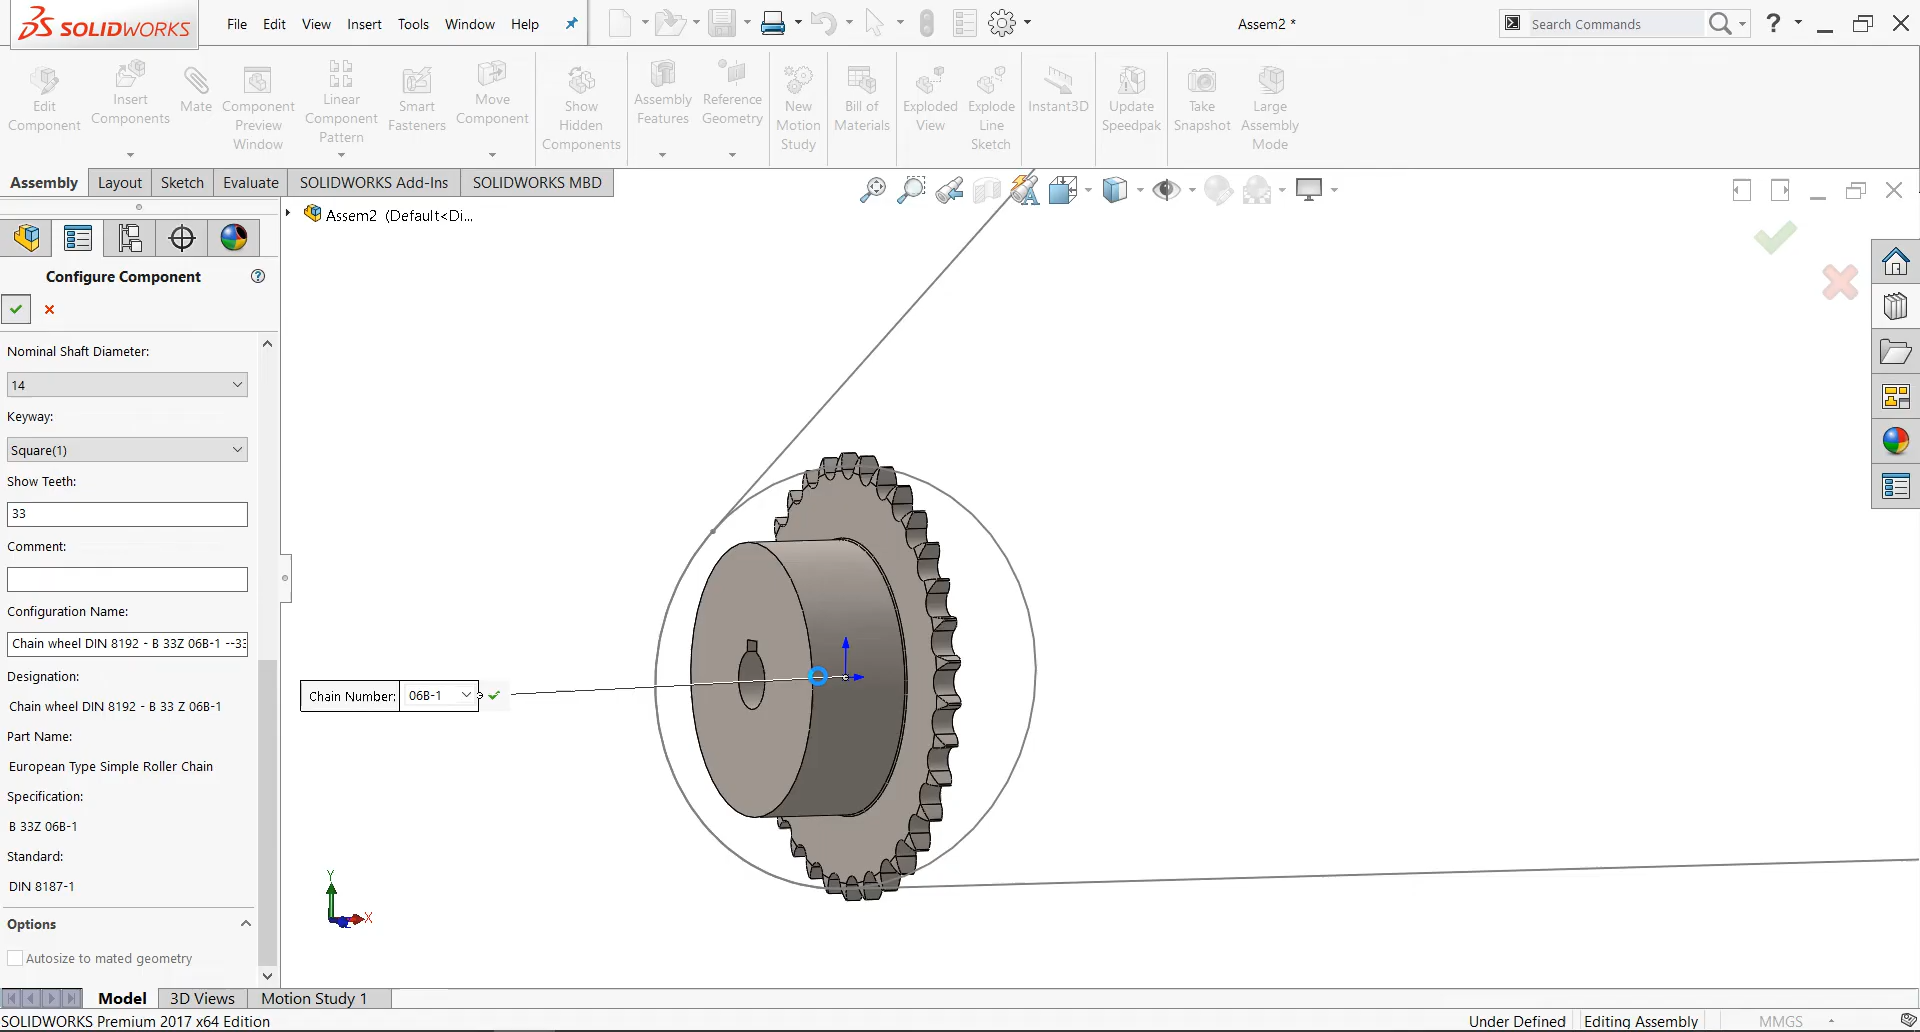 SOLIDWORKS
File Edit View Insert Tools Window Help
Assem2 *
Search Commands
?
Edit Component
Insert Components
Mate
Component Preview Window
Linear Component Pattern
Smart Fasteners
Move Component
Show Hidden Components
Assembly Features
Reference Geometry
New Motion Study
Bill of Materials
Exploded View
Explode Line Sketch
Instant3D
Update Speedpak
Take Snapshot
Large Assembly Mode
Assembly Layout Sketch Evaluate SOLIDWORKS Add-Ins SOLIDWORKS MBD
Assem2 (Default<Di...
Configure Component
Nominal Shaft Diameter:
14
Keyway:
Square(1)
Show Teeth:
33
Comment:
Configuration Name:
Chain wheel DIN 8192 - B 33Z 06B-1 --33
Designation:
Chain wheel DIN 8192 - B 33 Z 06B-1
Part Name:
European Type Simple Roller Chain
Specification:
B 33Z 06B-1
Standard:
DIN 8187-1
Options
Autosize to mated geometry
Chain Number: 06B-1
Y
X
Model 3D Views Motion Study 1
SOLIDWORKS Premium 2017 x64 Edition
Under Defined Editing Assembly MMGS